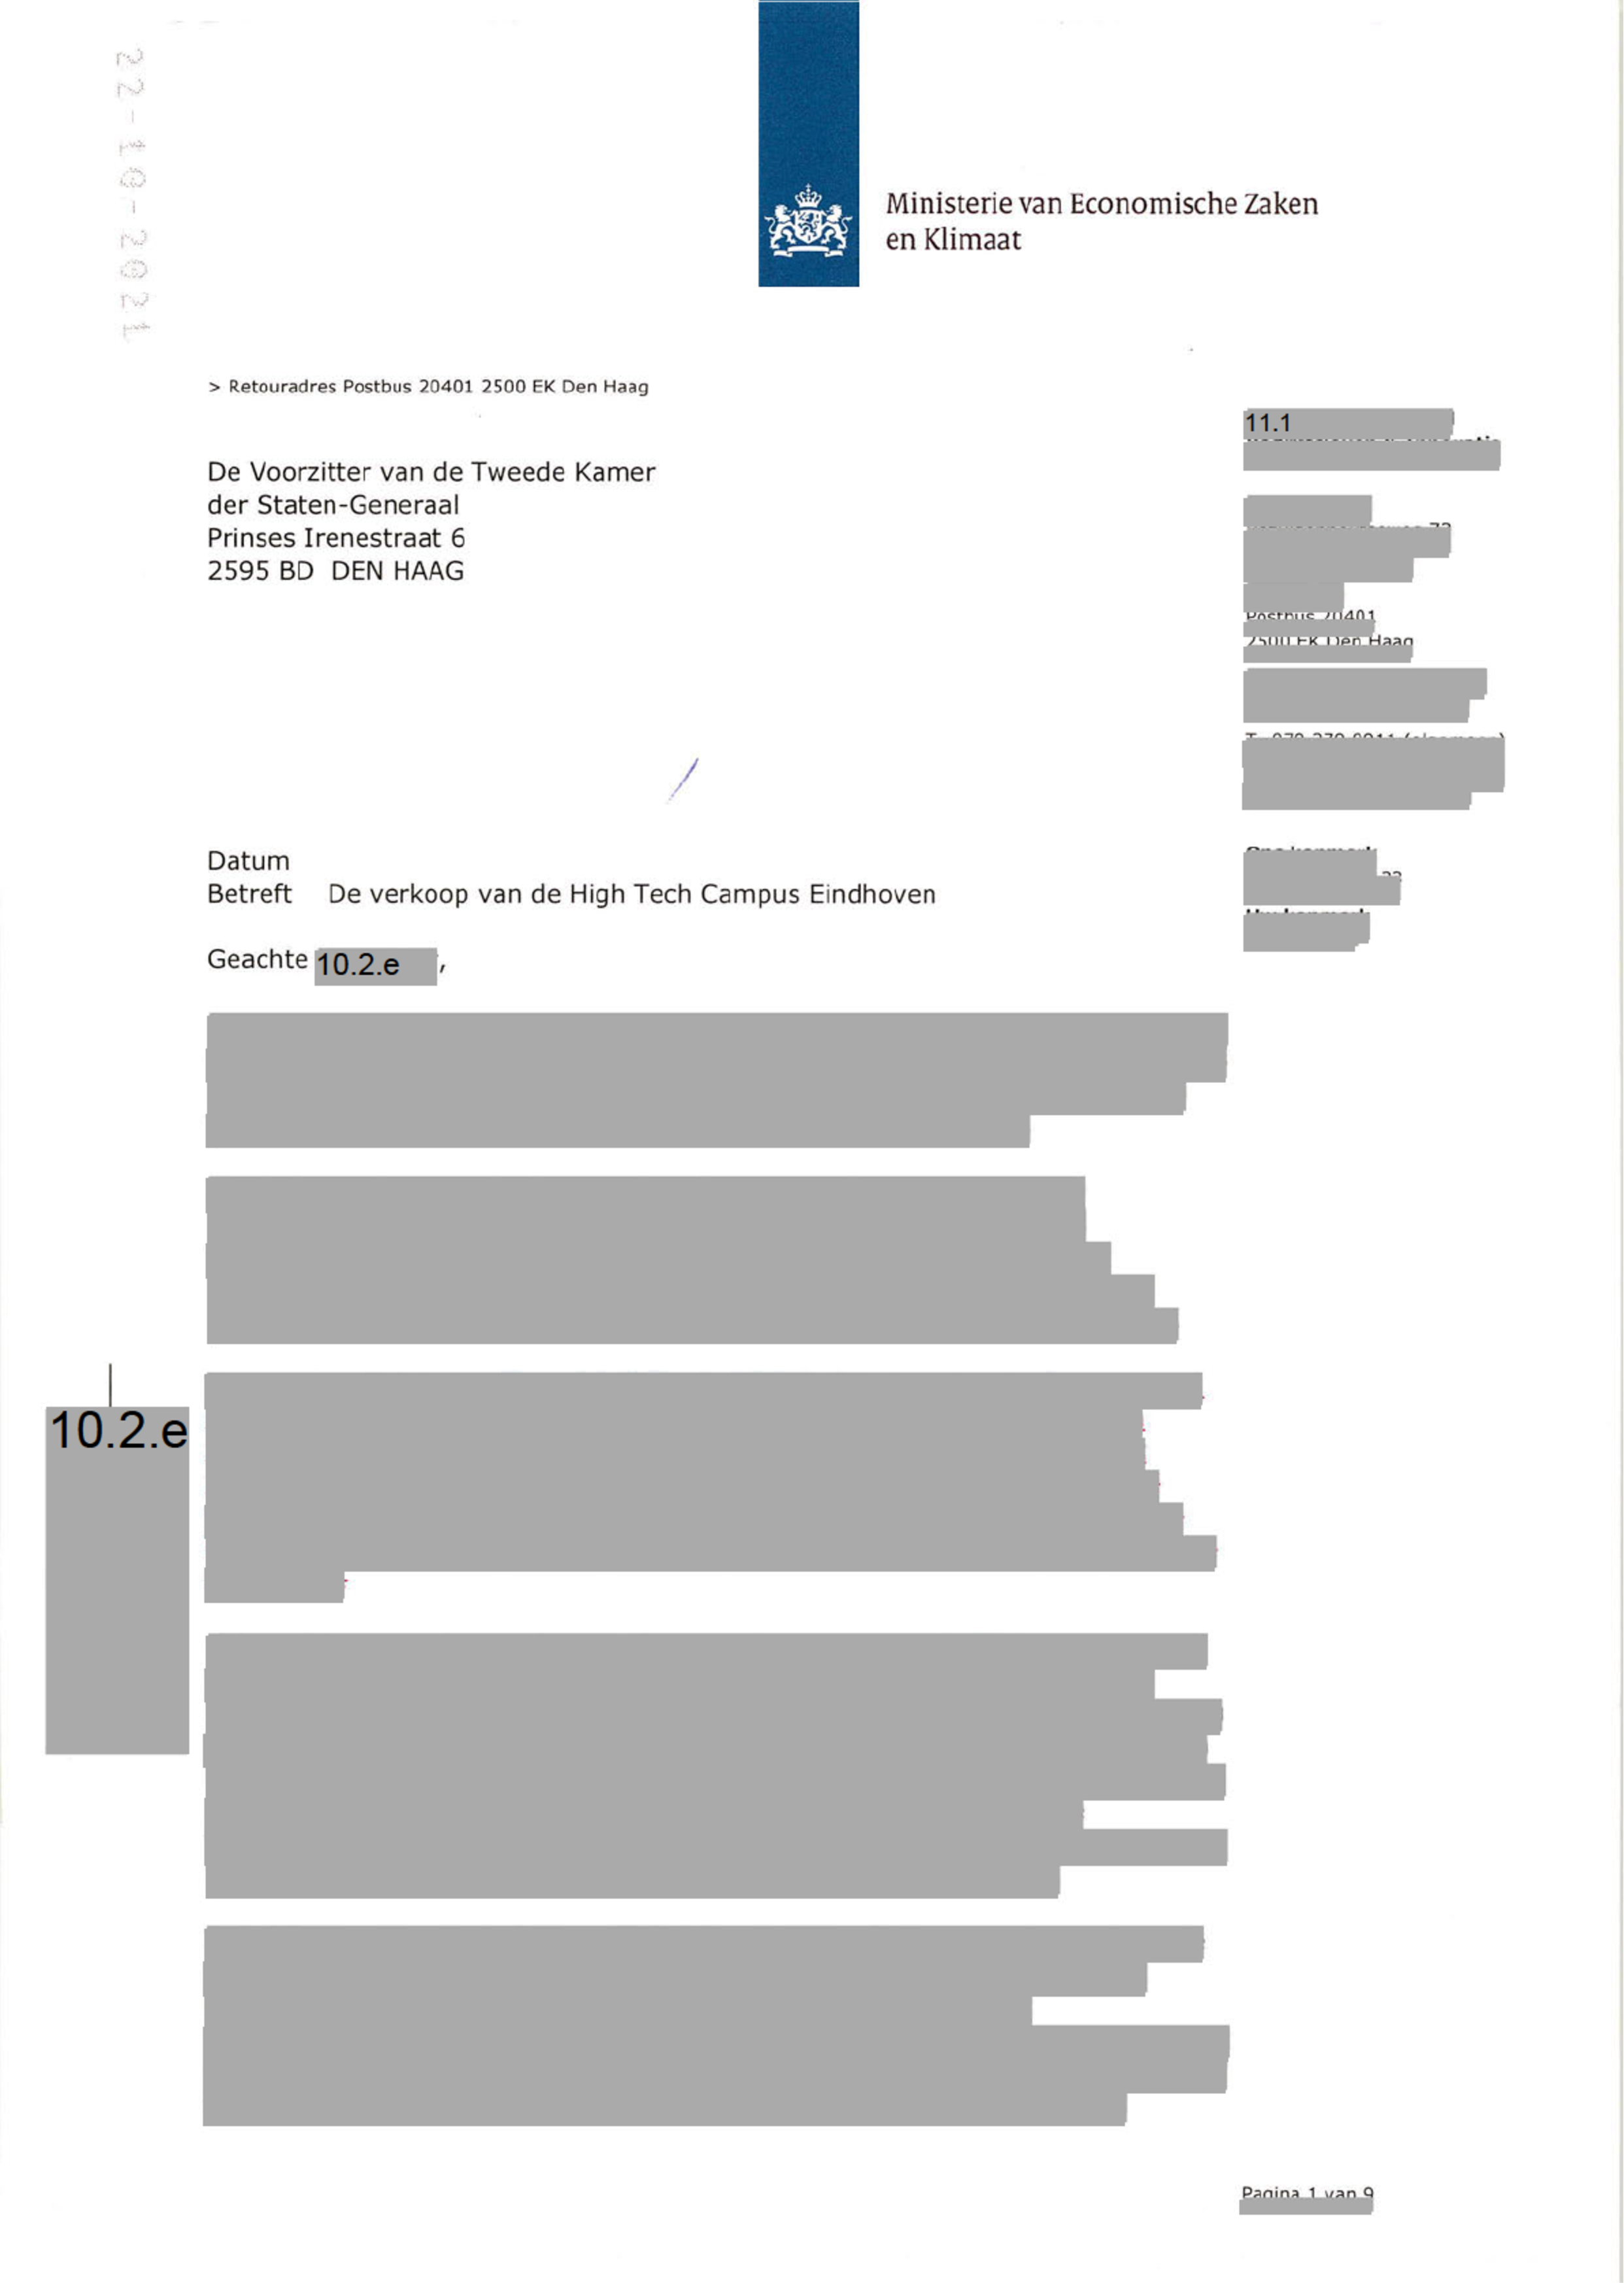 22-10-2021
Ministerie van Economische Zaken
en Klimaat
> Retouradres Postbus 20401 2500 EK Den Haag
De Voorzitter van de Tweede Kamer
der Staten-Generaal
Prinses Irenestraat 6
2595 BD DEN HAAG
11.1
Postbus 20401
2500 EK Den Haag
Datum
Betreft De verkoop van de High Tech Campus Eindhoven
Geachte 10.2.e ,
10.2.e
Pagina 1 van 9